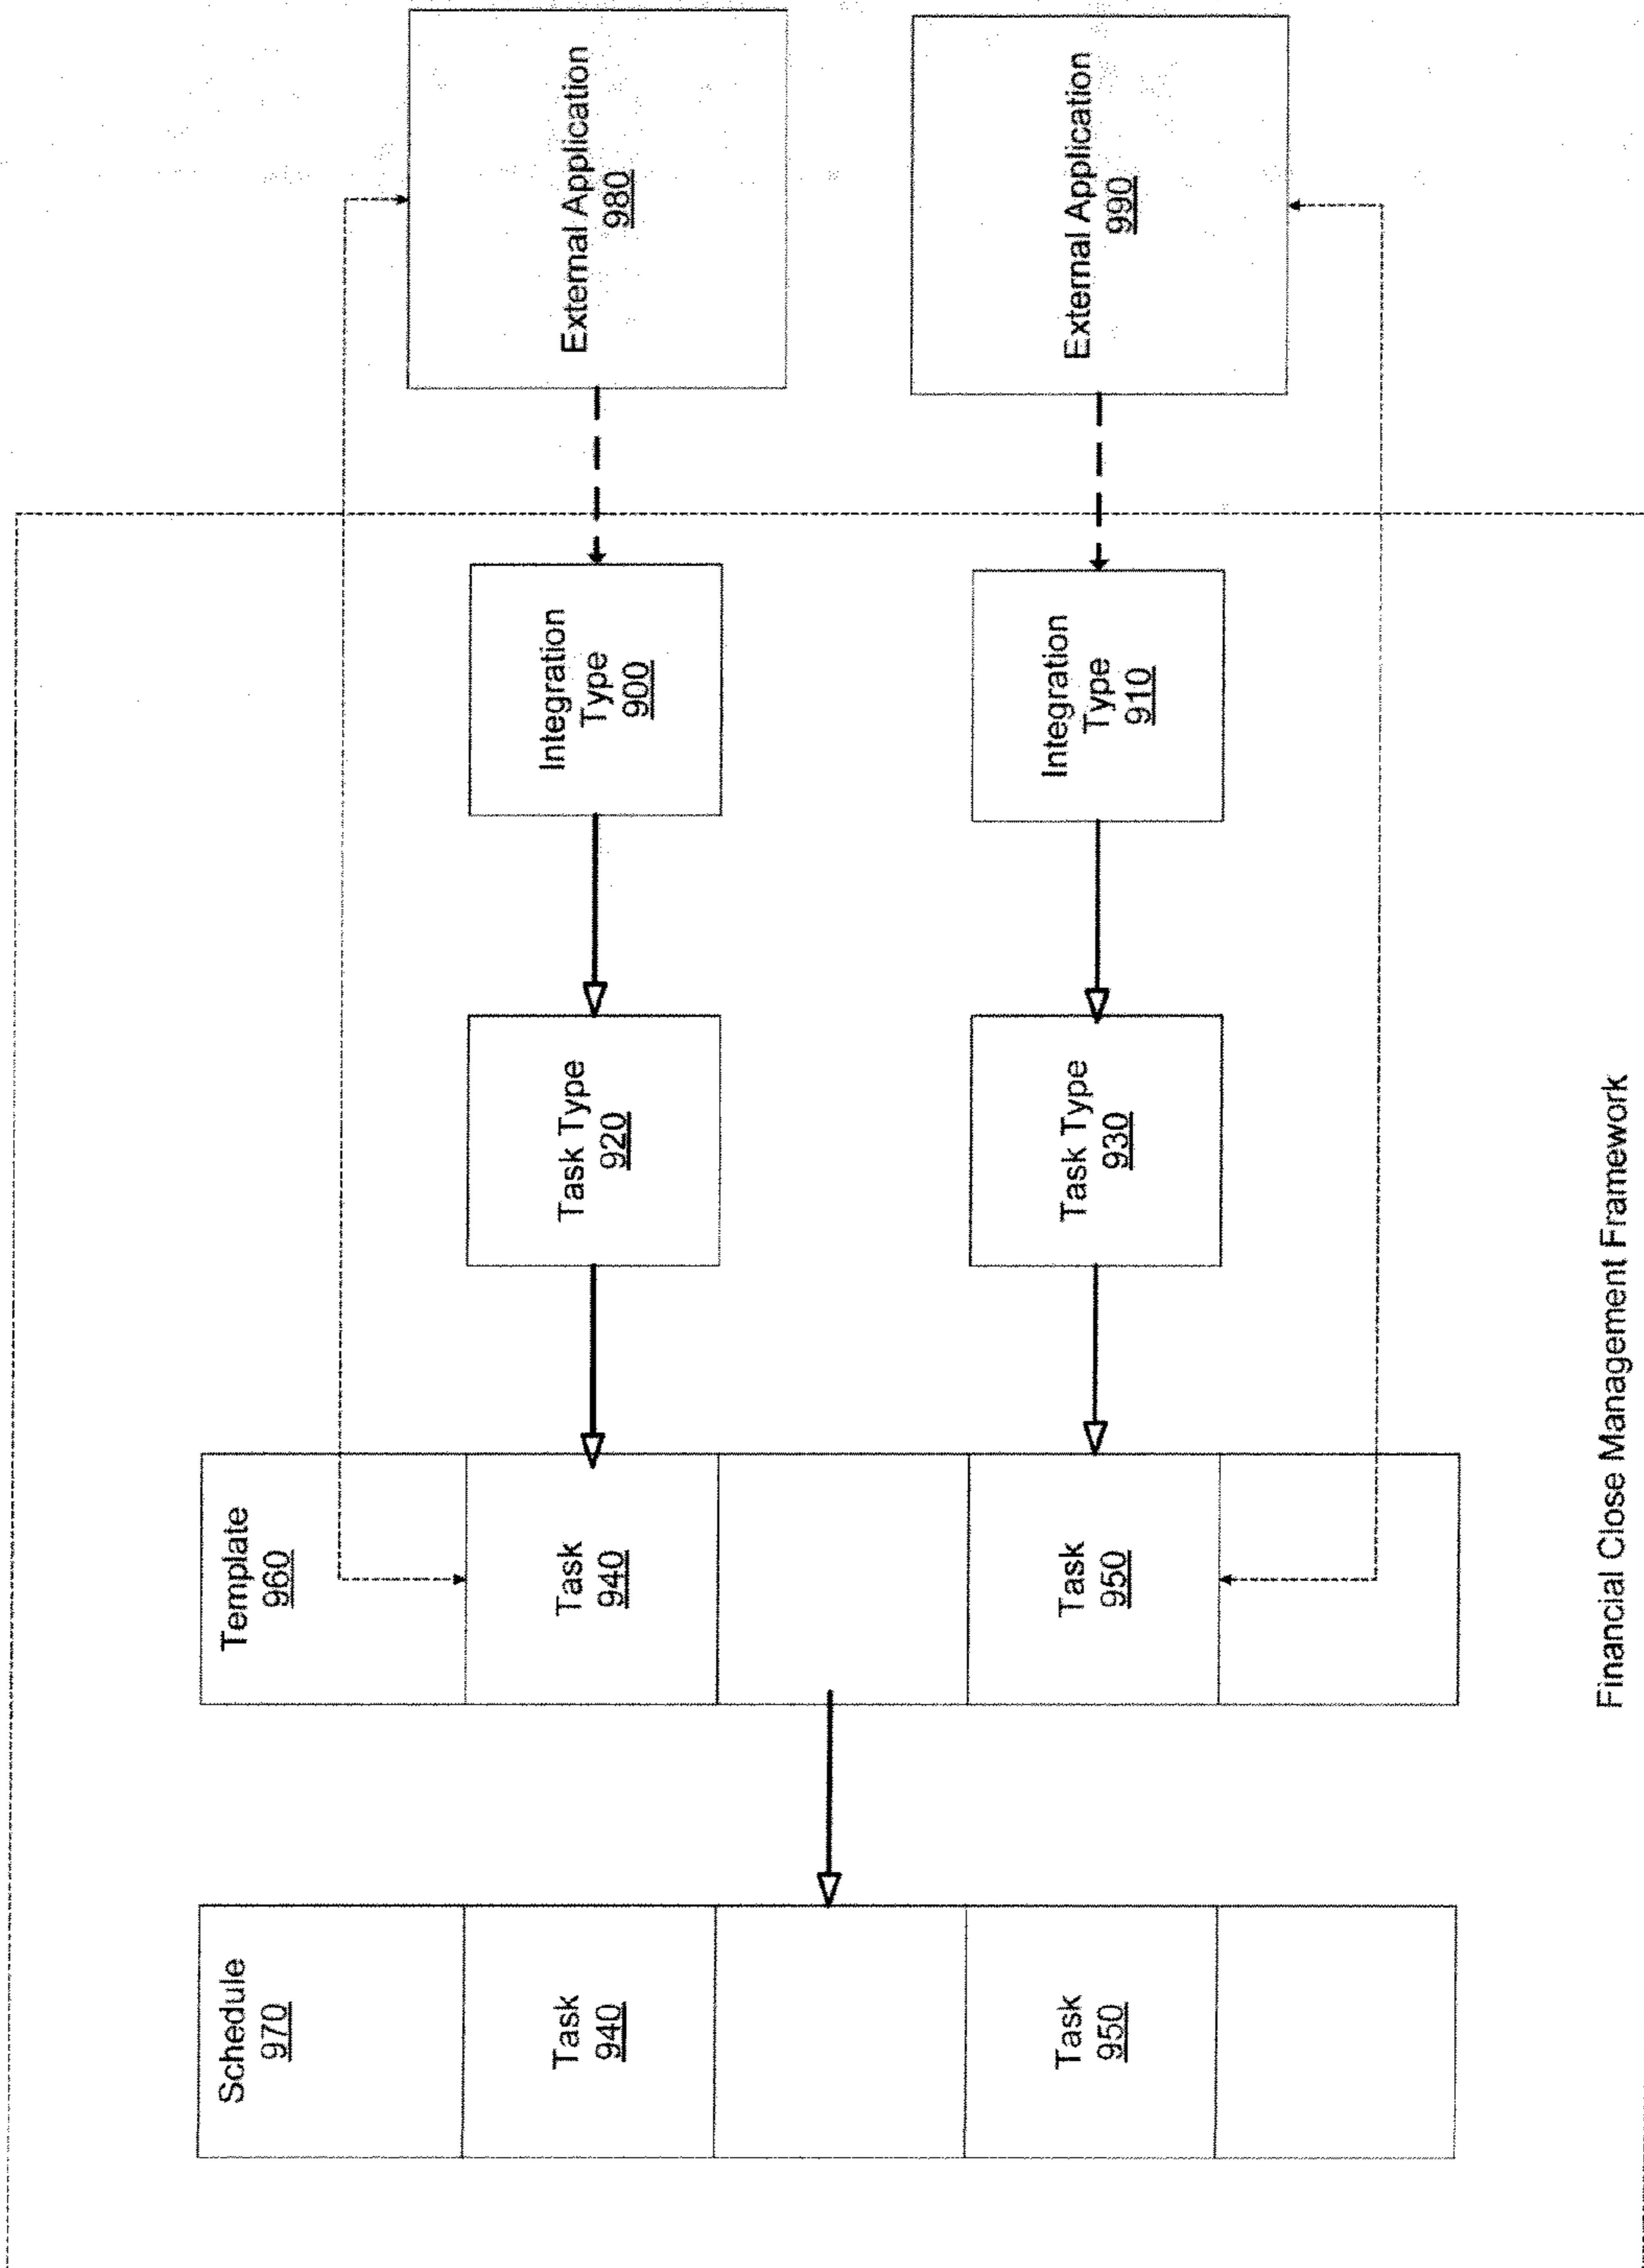 Schedule
970
Template
960
Task
940
Task
940
Task Type
920
Integration
Type
900
External Application
980
Task
950
Task
950
Task Type
930
Integration
Type
910
External Application
990
Financial Close Management Framework